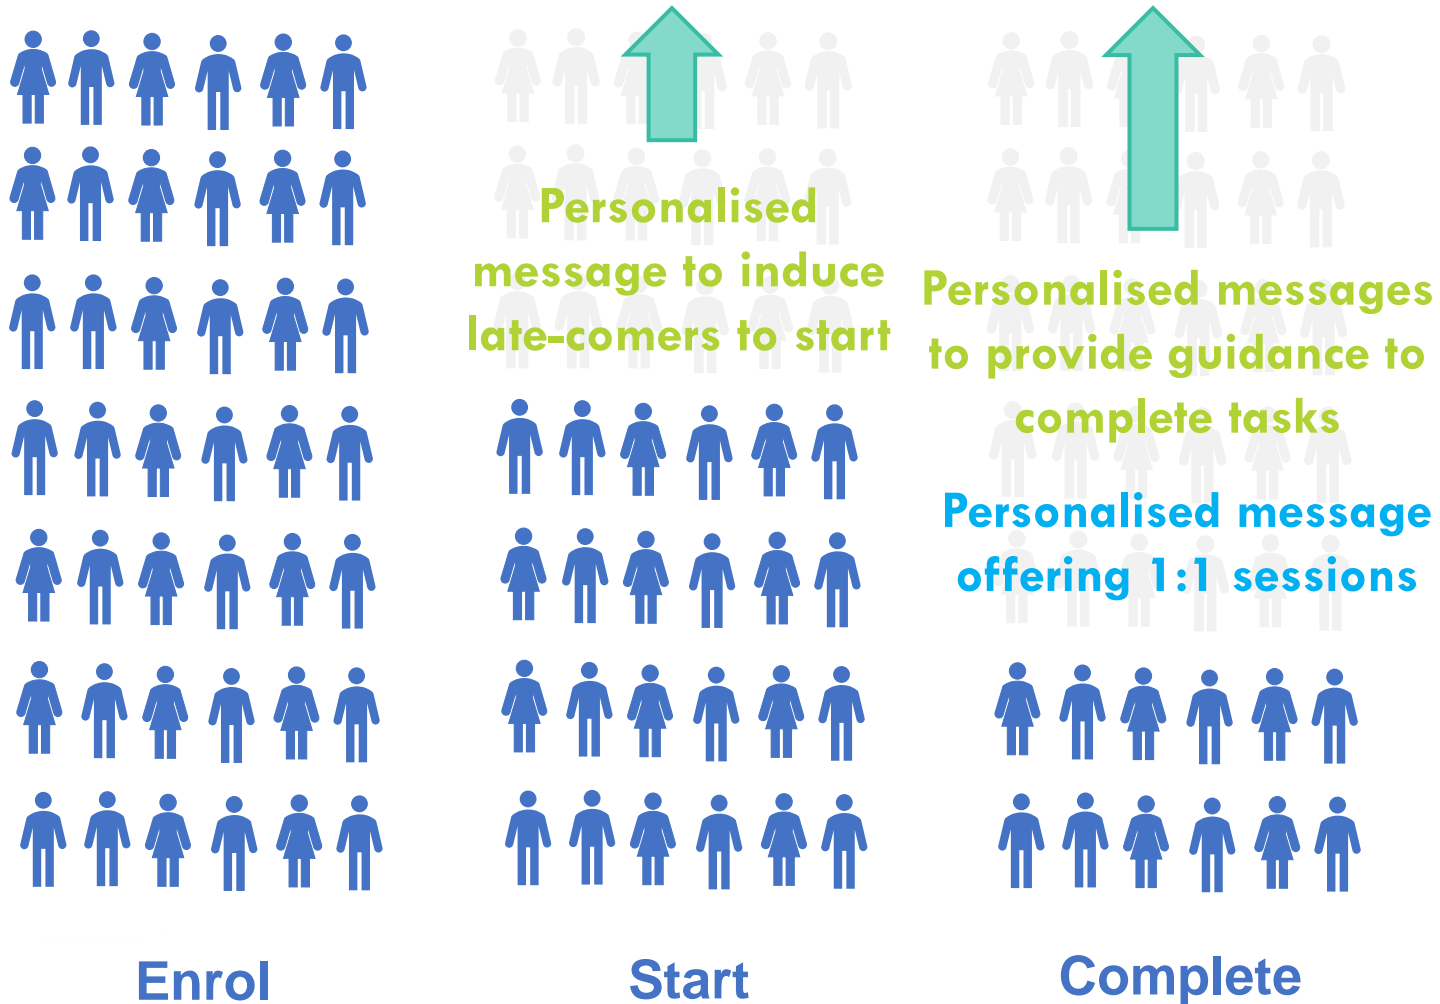 Personalised
message to induce
late-comers to start
Personalised messages
to provide guidance to
complete tasks
Personalised message
offering 1:1 sessions
Enrol
Start
Complete